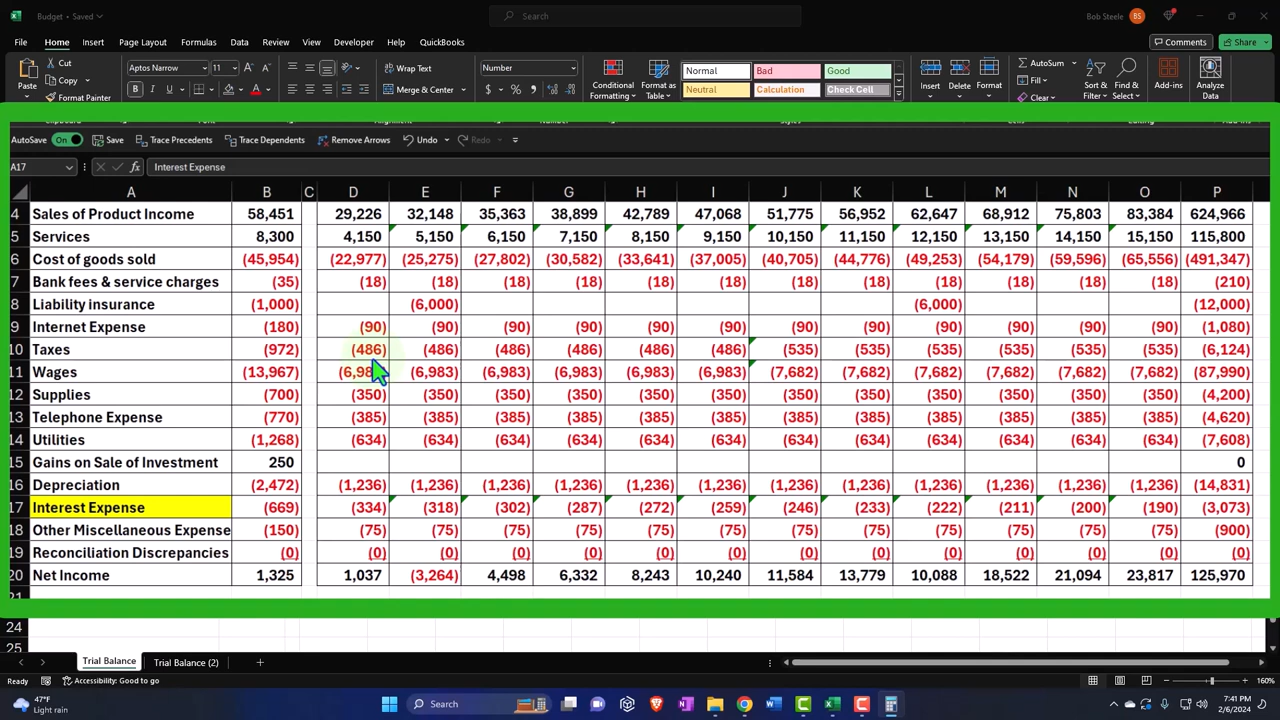 Budget • Saved
Search
Bob Steele BS
File Home Insert Page Layout Formulas Data Review View Developer Help QuickBooks Comments Share
Cut Aptos Narrow 11 Wrap Text Number Normal Bad Good AutoSum
Copy Fill
Paste Merge & Center Conditional Format as Neutral Calculation Check Cell Insert Delete Format Sort & Find & Add-ins Analyze
Format Painter Formatting Table Clear Filter Select Data
AutoSave On Save Trace Precedents Trace Dependents Remove Arrows Undo Redo
A17 fx Interest Expense
A B C D E F G H I J K L M N O P
4 Sales of Product Income 58,451 29,226 32,148 35,363 38,899 42,789 47,068 51,775 56,952 62,647 68,912 75,803 83,384 624,966
5 Services 8,300 4,150 5,150 6,150 7,150 8,150 9,150 10,150 11,150 12,150 13,150 14,150 15,150 115,800
6 Cost of goods sold (45,954) (22,977) (25,275) (27,802) (30,582) (33,641) (37,005) (40,705) (44,776) (49,253) (54,179) (59,596) (65,556) (491,347)
7 Bank fees & service charges (35) (18) (18) (18) (18) (18) (18) (18) (18) (18) (18) (18) (18) (210)
8 Liability insurance (1,000) (6,000) (6,000) (12,000)
9 Internet Expense (180) (90) (90) (90) (90) (90) (90) (90) (90) (90) (90) (90) (90) (1,080)
10 Taxes (972) (486) (486) (486) (486) (486) (486) (535) (535) (535) (535) (535) (535) (6,124)
11 Wages (13,967) (6,983) (6,983) (6,983) (6,983) (6,983) (7,682) (7,682) (7,682) (7,682) (7,682) (7,682) (87,990)
12 Supplies (700) (350) (350) (350) (350) (350) (350) (350) (350) (350) (350) (350) (350) (4,200)
13 Telephone Expense (770) (385) (385) (385) (385) (385) (385) (385) (385) (385) (385) (385) (385) (4,620)
14 Utilities (1,268) (634) (634) (634) (634) (634) (634) (634) (634) (634) (634) (634) (634) (7,608)
15 Gains on Sale of Investment 250 0
16 Depreciation (2,472) (1,236) (1,236) (1,236) (1,236) (1,236) (1,236) (1,236) (1,236) (1,236) (1,236) (1,236) (1,236) (14,831)
17 Interest Expense (669) (334) (318) (302) (287) (272) (259) (246) (233) (222) (211) (200) (190) (3,073)
18 Other Miscellaneous Expense (150) (75) (75) (75) (75) (75) (75) (75) (75) (75) (75) (75) (75) (900)
19 Reconciliation Discrepancies (0) (0) (0) (0) (0) (0) (0) (0) (0) (0) (0) (0) (0) (0)
20 Net Income 1,325 1,037 (3,264) 4,498 6,332 8,243 10,240 11,584 13,779 10,088 18,522 21,094 23,817 125,970
24
25
Trial Balance Trial Balance (2)
Ready Accessibility: Good to go 160%
47°F
Light rain
Search
7:41 PM
2/6/2024